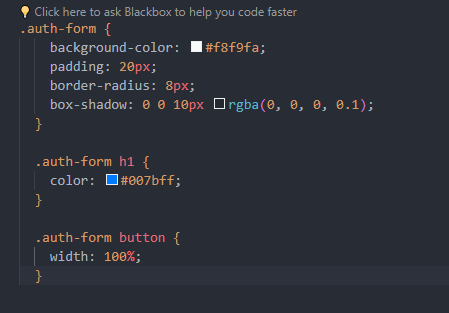 Click here to ask Blackbox to help you code faster
.auth-form {
background-color: #f8f9fa;
padding: 20px;
border-radius: 8px;
box-shadow: 0 0 10px rgba(0, 0, 0, 0.1);
}
.auth-form h1 {
color: #007bff;
}
.auth-form button {
width: 100%;
}